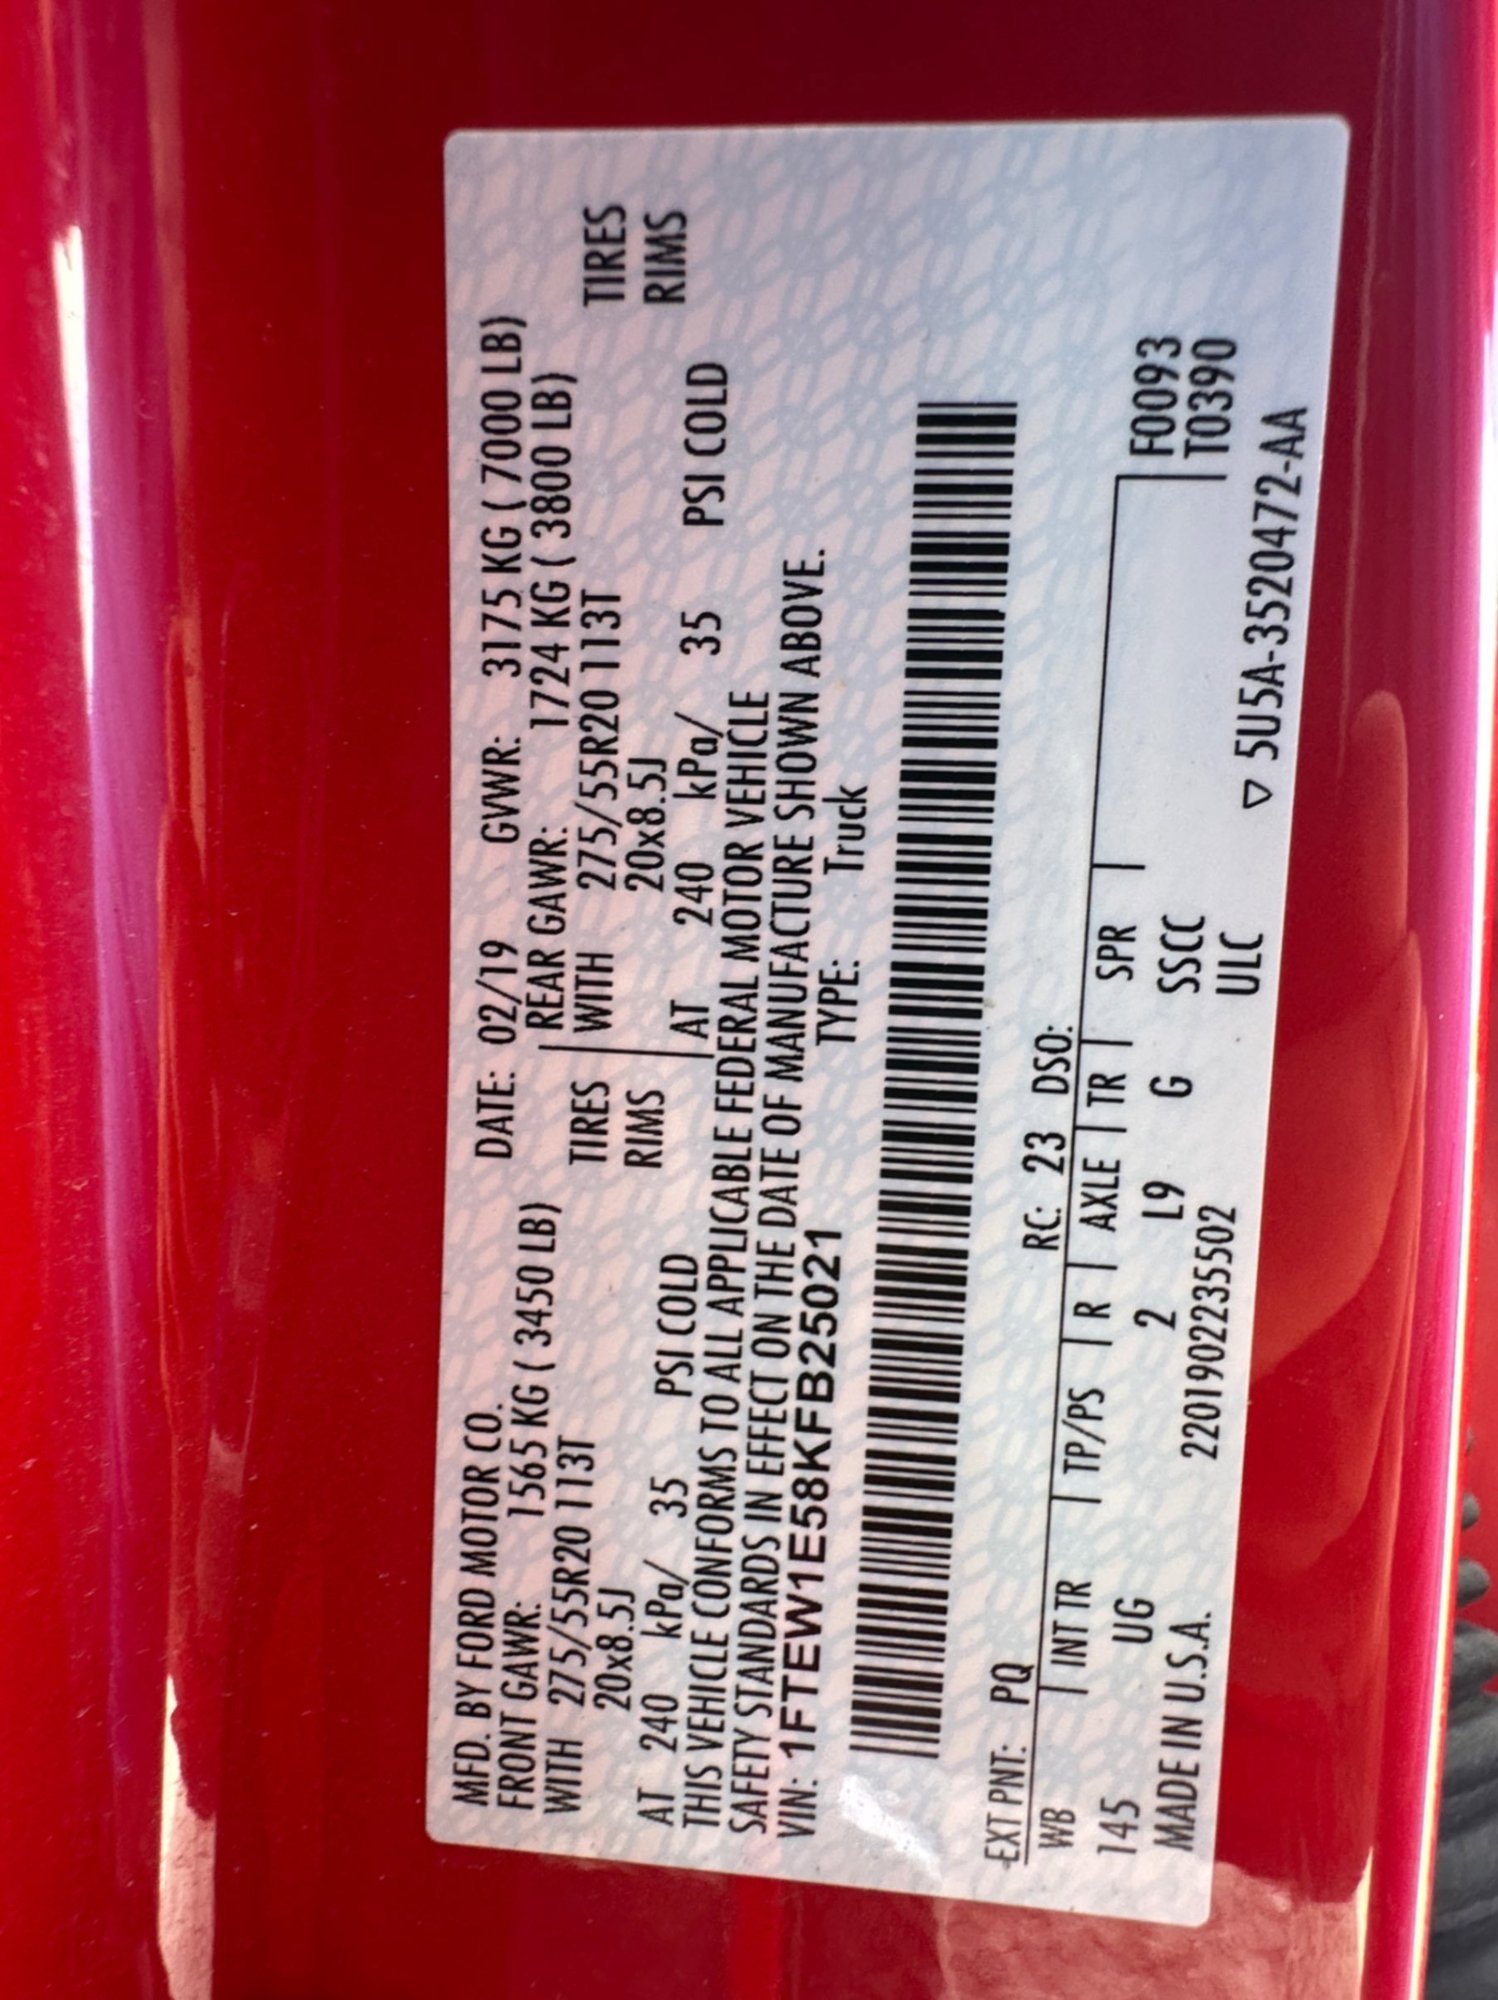 MFD. BY FORD MOTOR CO. DATE: 02/19 GVWR: 3175 KG ( 7000 LB)
FRONT GAWR: 1565 KG ( 3450 LB) REAR GAWR: 1724 KG ( 3800 LB)
WITH 275/55R20 113T TIRES WITH 275/55R20 113T TIRES
20x8.5J RIMS 20x8.5J RIMS
AT 240 kPa/ 35 PSI COLD AT 240 kPa/ 35 PSI COLD
THIS VEHICLE CONFORMS TO ALL APPLICABLE FEDERAL MOTOR VEHICLE
SAFETY STANDARDS IN EFFECT ON THE DATE OF MANUFACTURE SHOWN ABOVE.
VIN: 1FTEW1E58KFB25021 TYPE: Truck
EXT PNT: PQ RC: 23 DSO:
WB INT TR TP/PS R AXLE TR SPR F0093
145 UG 2 L9 G SSCC T0390
MADE IN U.S.A. 2201902235502 ULC
▽ 5U5A-3520472-AA